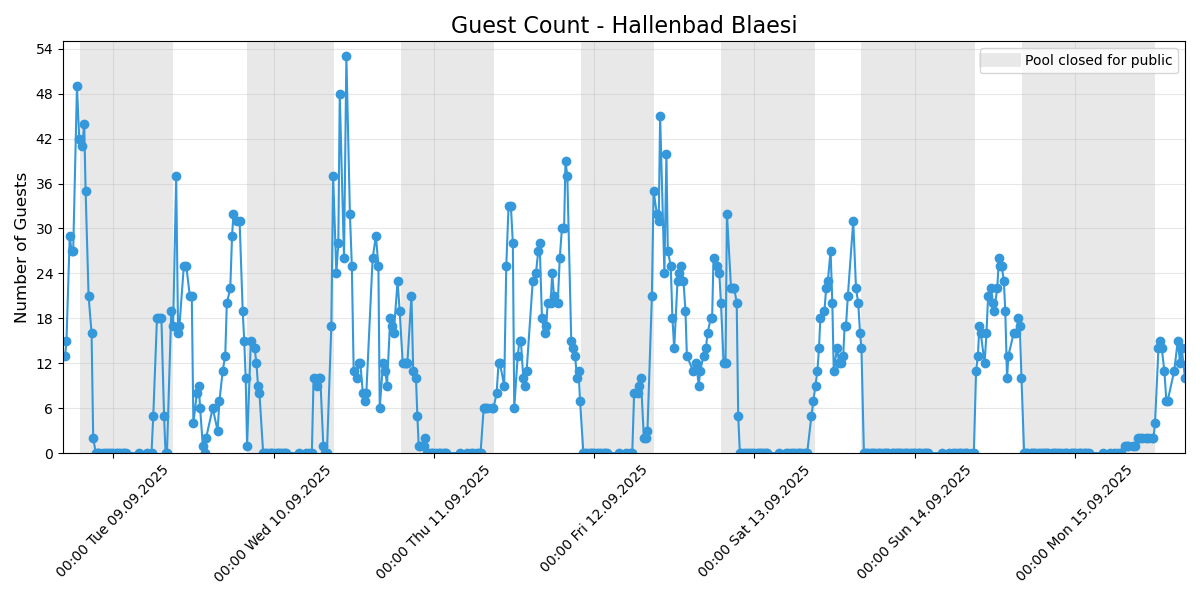 Guest Count - Hallenbad Blaesi
Pool closed for public
Number of Guests
54
48
42
36
30
24
18
12
6
0
00:00 Tue 09.09.2025
00:00 Wed 10.09.2025
00:00 Thu 11.09.2025
00:00 Fri 12.09.2025
00:00 Sat 13.09.2025
00:00 Sun 14.09.2025
00:00 Mon 15.09.2025